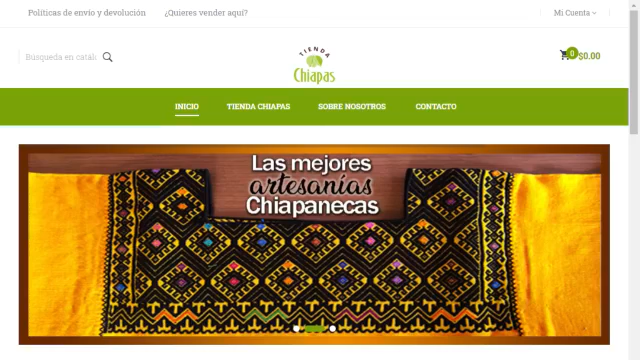 Políticas de envío y devolución
¿Quieres vender aquí?
Mi Cuenta
Búsqueda en catálo
TIENDA
Chiapas
0
$0.00
INICIO
TIENDA CHIAPAS
SOBRE NOSOTROS
CONTACTO
Las mejores
artesanías
Chiapanecas